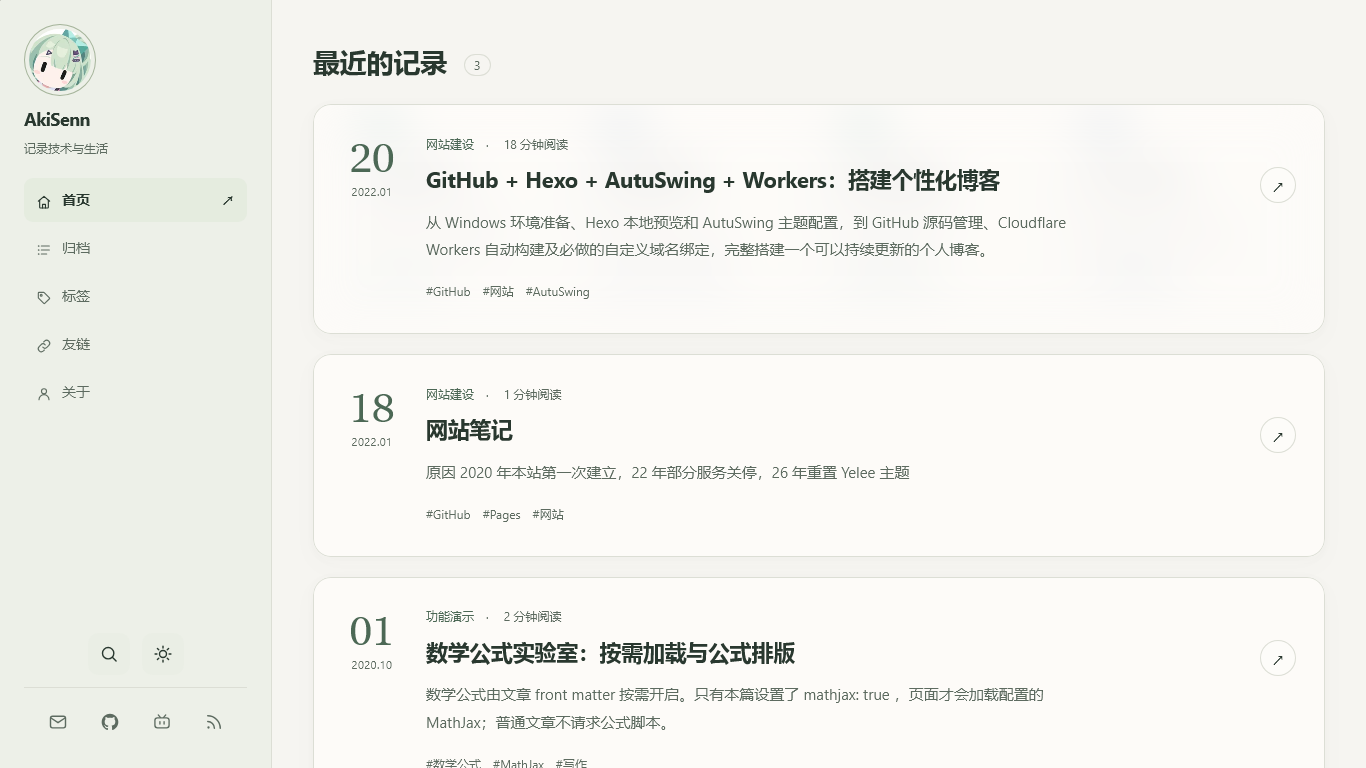 AkiSenn
记录技术与生活
首页
归档
标签
友链
关于
最近的记录 3
20
2022.01
网站建设 · 18 分钟阅读
GitHub + Hexo + AutuSwing + Workers：搭建个性化博客
从 Windows 环境准备、Hexo 本地预览和 AutuSwing 主题配置，到 GitHub 源码管理、Cloudflare
Workers 自动构建及必做的自定义域名绑定，完整搭建一个可以持续更新的个人博客。
#GitHub #网站 #AutuSwing
18
2022.01
网站建设 · 1 分钟阅读
网站笔记
原因 2020 年本站第一次建立，22 年部分服务关停，26 年重置 Yelee 主题
#GitHub #Pages #网站
01
2020.10
功能演示 · 2 分钟阅读
数学公式实验室：按需加载与公式排版
数学公式由文章 front matter 按需开启。只有本篇设置了 mathjax: true ，页面才会加载配置的
MathJax；普通文章不请求公式脚本。
#数学公式 #MathJax #写作